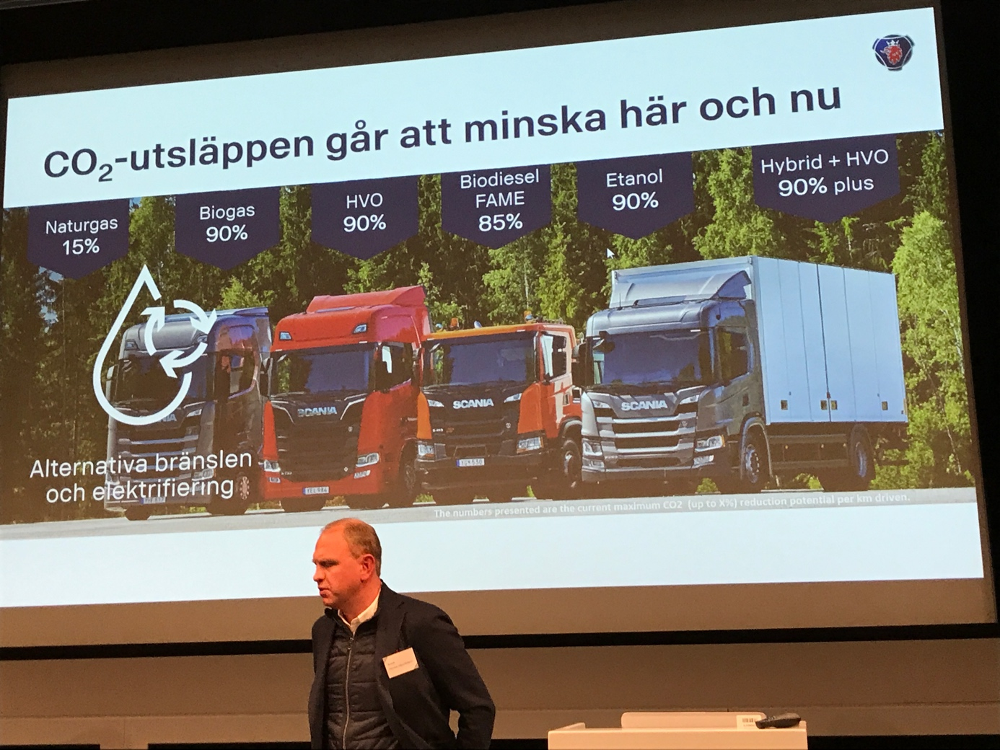 CO₂-utsläppen går att minska här och nu
Naturgas
15%
Biogas
90%
HVO
90%
Biodiesel
FAME
85%
Etanol
90%
Hybrid + HVO
90% plus
SCANIA
SCANIA
SCANIA
Alternativa bränslen
och elektrifiering
The numbers presented are the current maximum CO2 (up to X%) reduction potential per km driven.